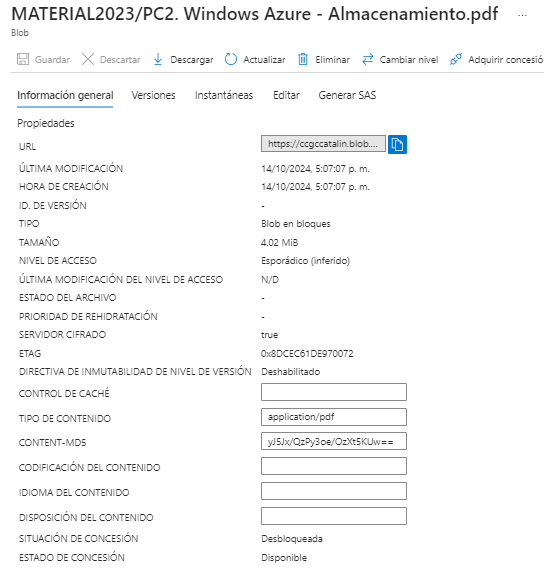 MATERIAL2023/PC2. Windows Azure - Almacenamiento.pdf ...
Blob
Guardar Descartar Descargar Actualizar Eliminar Cambiar nivel Adquirir concesió
Información general Versiones Instantáneas Editar Generar SAS
Propiedades
URL https://ccgccatalin.blob....
ÚLTIMA MODIFICACIÓN 14/10/2024, 5:07:07 p. m.
HORA DE CREACIÓN 14/10/2024, 5:07:07 p. m.
ID. DE VERSIÓN -
TIPO Blob en bloques
TAMAÑO 4.02 MiB
NIVEL DE ACCESO Esporádico (inferido)
ÚLTIMA MODIFICACIÓN DEL NIVEL DE ACCESO N/D
ESTADO DEL ARCHIVO -
PRIORIDAD DE REHIDRATACIÓN -
SERVIDOR CIFRADO true
ETAG 0x8DCEC61DE970072
DIRECTIVA DE INMUTABILIDAD DE NIVEL DE VERSIÓN Deshabilitado
CONTROL DE CACHÉ
TIPO DE CONTENIDO application/pdf
CONTENT-MD5 yJ5Jx/QzPy3oe/OzXt5KUw==
CODIFICACIÓN DEL CONTENIDO
IDIOMA DEL CONTENIDO
DISPOSICIÓN DEL CONTENIDO
SITUACIÓN DE CONCESIÓN Desbloqueada
ESTADO DE CONCESIÓN Disponible